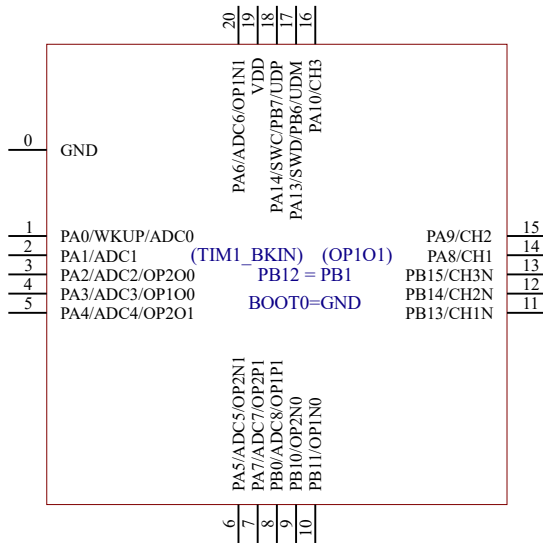 20
19
18
17
16
PA6/ADC6/OP1N1
VDD
PA14/SWC/PB7/UDP
PA13/SWD/PB6/UDM
PA10/CH3
0 GND
1 PA0/WKUP/ADC0
2 PA1/ADC1
3 PA2/ADC2/OP2O0
4 PA3/ADC3/OP1O0
5 PA4/ADC4/OP2O1
(TIM1_BKIN) (OP1O1)
PB12 = PB1
BOOT0=GND
PA9/CH2 15
PA8/CH1 14
PB15/CH3N 13
PB14/CH2N 12
PB13/CH1N 11
PA5/ADC5/OP2N1
PA7/ADC7/OP2P1
PB0/ADC8/OP1P1
PB10/OP2N0
PB11/OP1N0
6
7
8
9
10